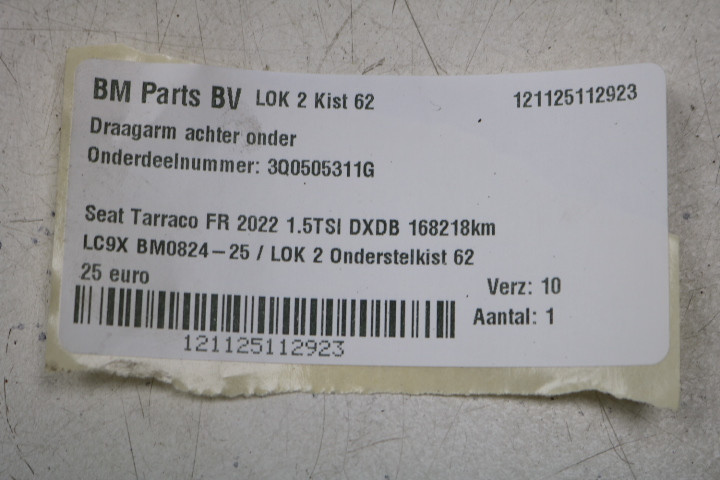 BM Parts BV LOK 2 Kist 62 121125112923
Draagarm achter onder
Onderdeelnummer: 3Q0505311G
Seat Tarraco FR 2022 1.5TSI DXDB 168218km
LC9X BM0824-25 / LOK 2 Onderstelkist 62
25 euro Verz: 10
Aantal: 1
121125112923